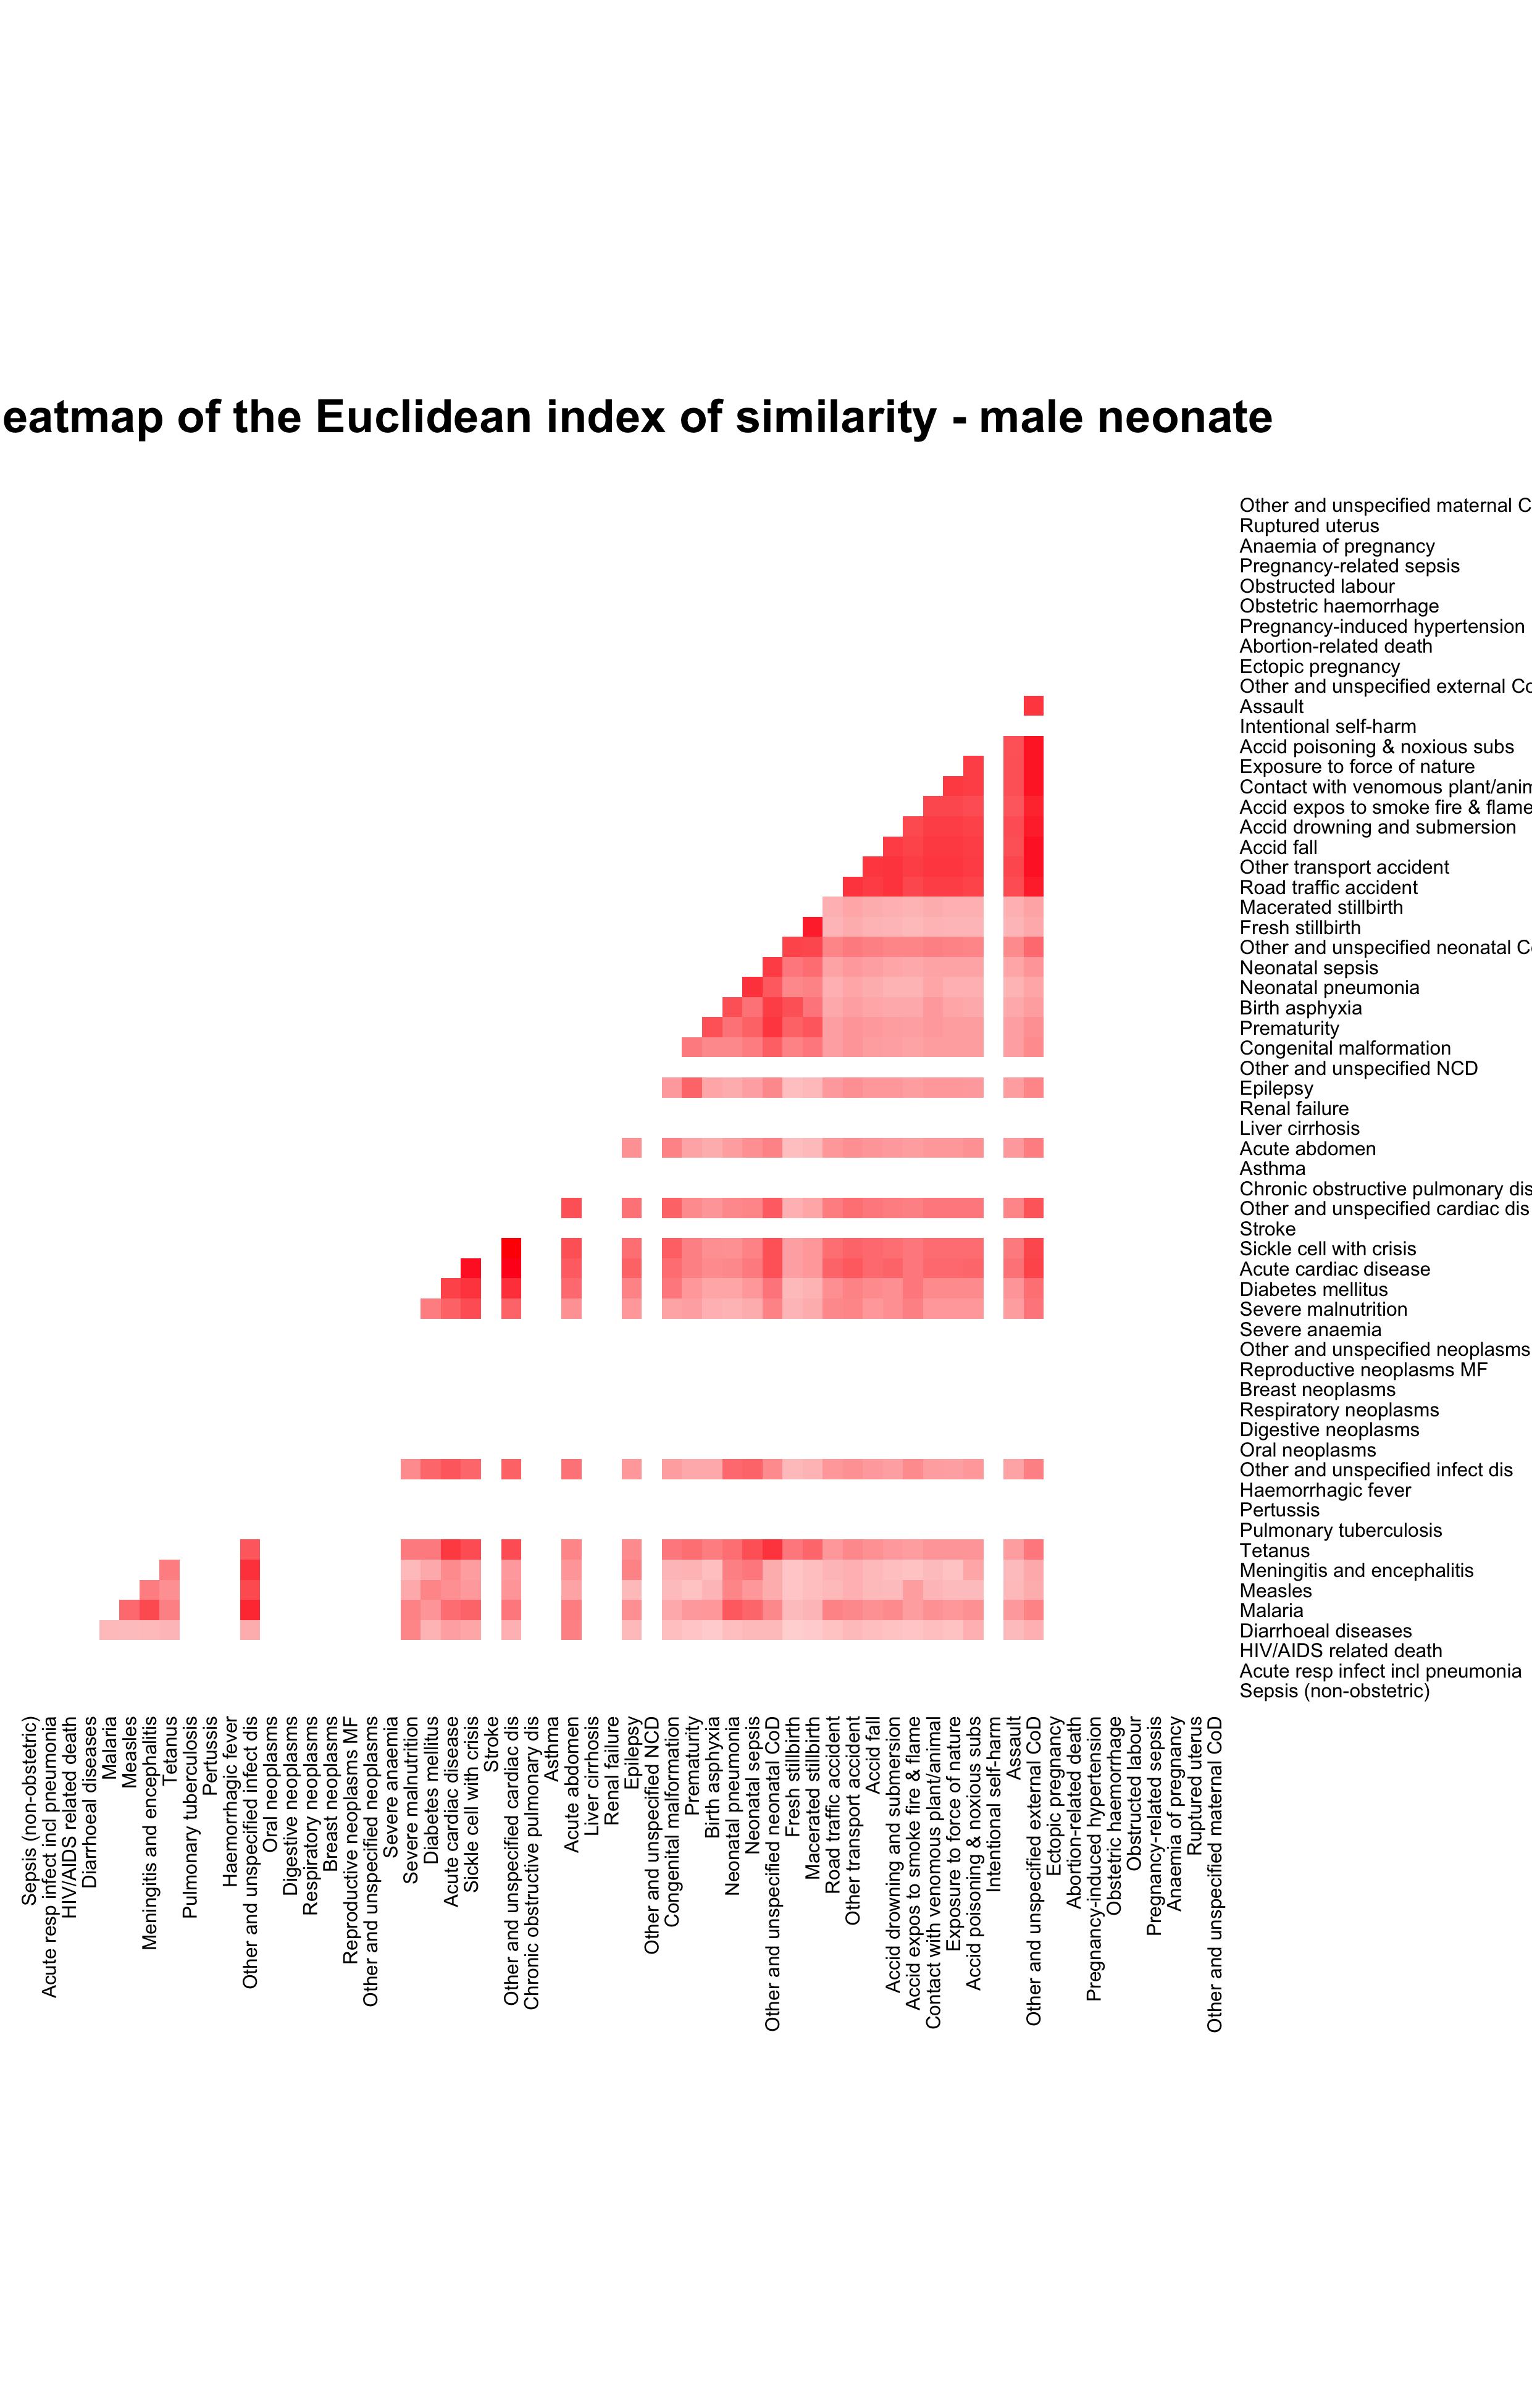 eatmap of the Euclidean index of similarity - male neonate
Other and unspecified maternal C
Ruptured uterus
Anaemia of pregnancy
Pregnancy-related sepsis
Obstructed labour
Obstetric haemorrhage
Pregnancy-induced hypertension
Abortion-related death
Ectopic pregnancy
Other and unspecified external Co
Assault
Intentional self-harm
Accid poisoning & noxious subs
Exposure to force of nature
Contact with venomous plant/anim
Accid expos to smoke fire & flame
Accid drowning and submersion
Accid fall
Other transport accident
Road traffic accident
Macerated stillbirth
Fresh stillbirth
Other and unspecified neonatal C
Neonatal sepsis
Neonatal pneumonia
Birth asphyxia
Prematurity
Congenital malformation
Other and unspecified NCD
Epilepsy
Renal failure
Liver cirrhosis
Acute abdomen
Asthma
Chronic obstructive pulmonary dis
Other and unspecified cardiac dis
Stroke
Sickle cell with crisis
Acute cardiac disease
Diabetes mellitus
Severe malnutrition
Severe anaemia
Other and unspecified neoplasms
Reproductive neoplasms MF
Breast neoplasms
Respiratory neoplasms
Digestive neoplasms
Oral neoplasms
Other and unspecified infect dis
Haemorrhagic fever
Pertussis
Pulmonary tuberculosis
Tetanus
Meningitis and encephalitis
Measles
Malaria
Diarrhoeal diseases
HIV/AIDS related death
Acute resp infect incl pneumonia
Sepsis (non-obstetric)
Sepsis (non-obstetric)
Acute resp infect incl pneumonia
HIV/AIDS related death
Diarrhoeal diseases
Malaria
Measles
Meningitis and encephalitis
Tetanus
Pulmonary tuberculosis
Pertussis
Haemorrhagic fever
Other and unspecified infect dis
Oral neoplasms
Digestive neoplasms
Respiratory neoplasms
Breast neoplasms
Reproductive neoplasms MF
Other and unspecified neoplasms
Severe anaemia
Severe malnutrition
Diabetes mellitus
Acute cardiac disease
Sickle cell with crisis
Stroke
Other and unspecified cardiac dis
Chronic obstructive pulmonary dis
Asthma
Acute abdomen
Liver cirrhosis
Renal failure
Epilepsy
Other and unspecified NCD
Congenital malformation
Prematurity
Birth asphyxia
Neonatal pneumonia
Neonatal sepsis
Other and unspecified neonatal CoD
Fresh stillbirth
Macerated stillbirth
Road traffic accident
Other transport accident
Accid fall
Accid drowning and submersion
Accid expos to smoke fire & flame
Contact with venomous plant/animal
Exposure to force of nature
Accid poisoning & noxious subs
Intentional self-harm
Assault
Other and unspecified external CoD
Ectopic pregnancy
Abortion-related death
Pregnancy-induced hypertension
Obstetric haemorrhage
Obstructed labour
Pregnancy-related sepsis
Anaemia of pregnancy
Ruptured uterus
Other and unspecified maternal CoD